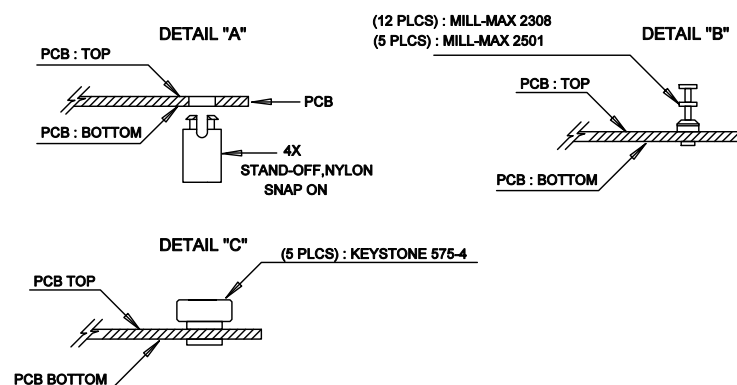 DETAIL "A"
PCB : TOP
PCB
PCB : BOTTOM
4X
STAND-OFF,NYLON
SNAP ON
(12 PLCS) : MILL-MAX 2308
(5 PLCS) : MILL-MAX 2501
DETAIL "B"
PCB : TOP
PCB : BOTTOM
DETAIL "C"
(5 PLCS) : KEYSTONE 575-4
PCB TOP
PCB BOTTOM